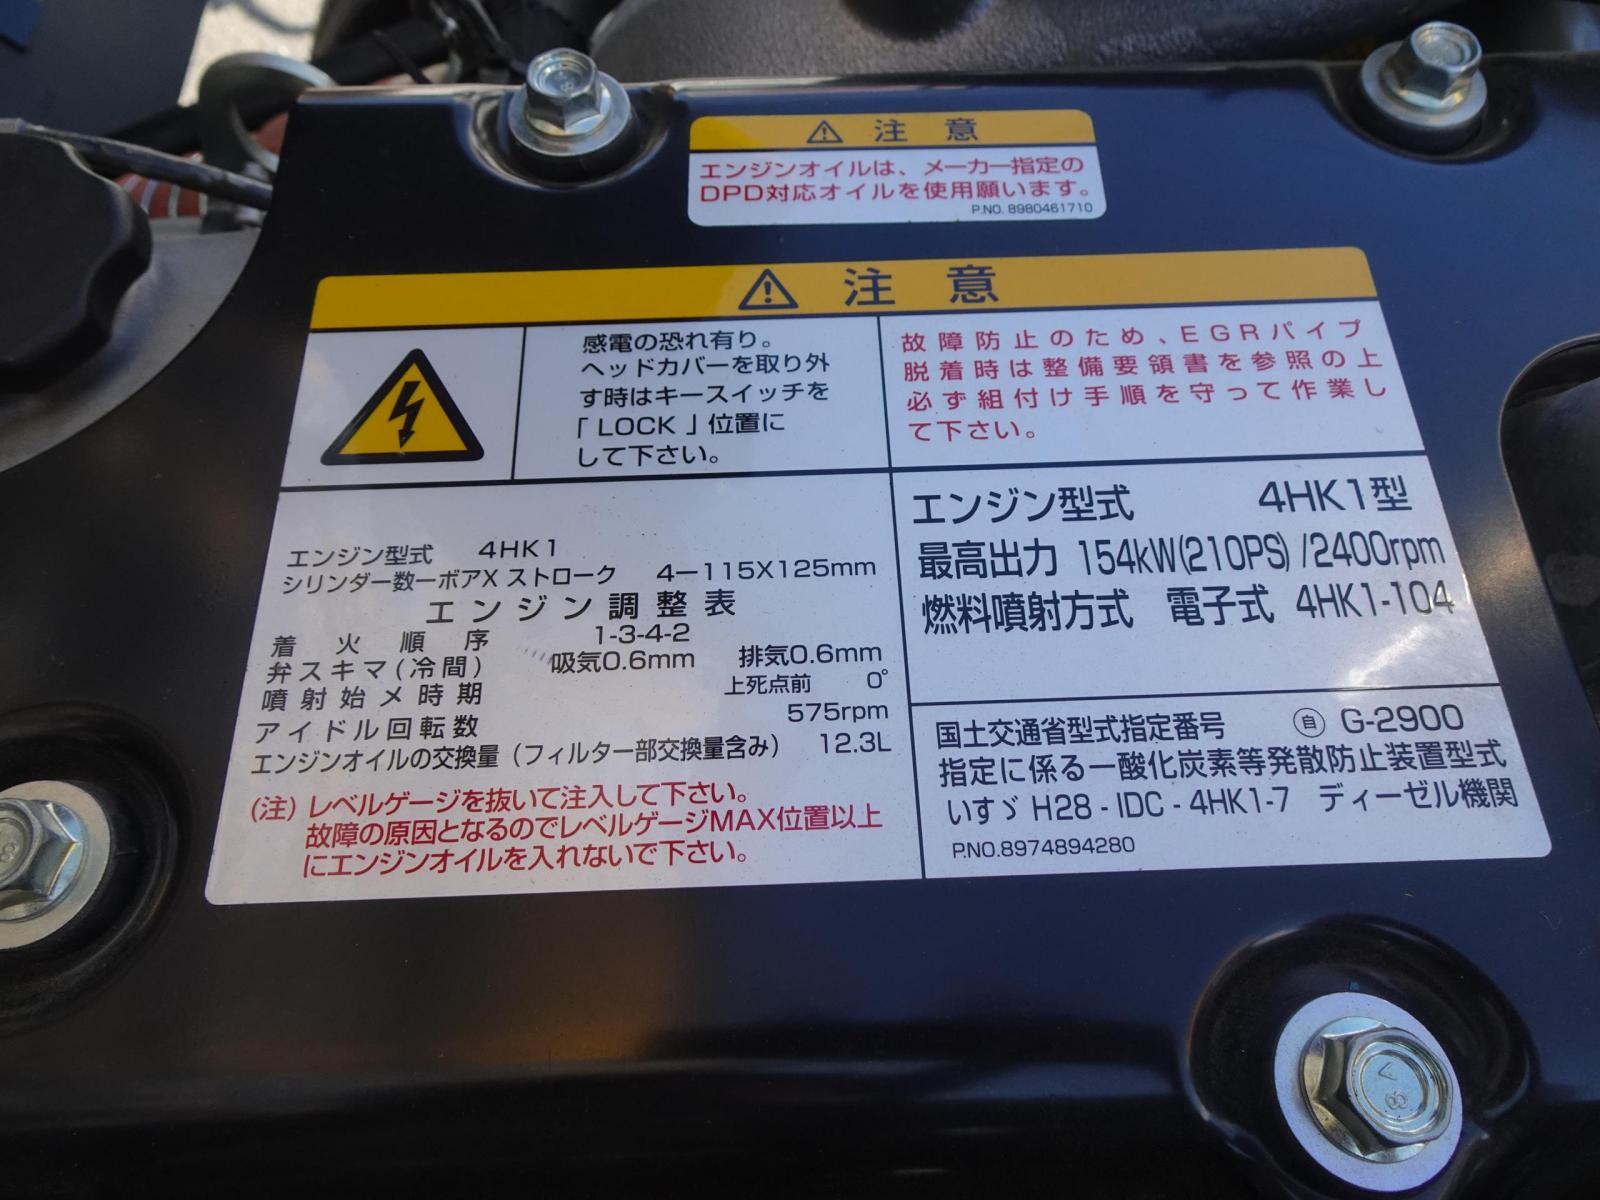 ⚠ 注 意
エンジンオイルは、メーカー指定の
DPD対応オイルを使用願います。
P.NO. 8980461710
⚠ 注 意
感電の恐れ有り。
ヘッドカバーを取り外
す時はキースイッチを
「LOCK」位置に
して下さい。
故障防止のため、EGRパイプ
脱着時は整備要領書を参照の上
必ず組付け手順を守って作業し
て下さい。
エンジン型式 4HK1
シリンダー数ーボアX ストローク 4ー115X125mm
エンジン調整表
着火順序 1-3-4-2
弁スキマ(冷間) 吸気0.6mm 排気0.6mm
噴射始メ時期 上死点前 0°
アイドル回転数 575rpm
エンジンオイルの交換量(フィルター部交換量含み) 12.3L
(注)レベルゲージを抜いて注入して下さい。
故障の原因となるのでレベルゲージMAX位置以上
にエンジンオイルを入れないで下さい。
エンジン型式 4HK1型
最高出力 154kW(210PS)/2400rpm
燃料噴射方式 電子式 4HK1-104
国土交通省型式指定番号 ㊙自 G-2900
指定に係る一酸化炭素等発散防止装置型式
いすゞ H28-IDC-4HK1-7 ディーゼル機関
P.NO.8974894280
8
8